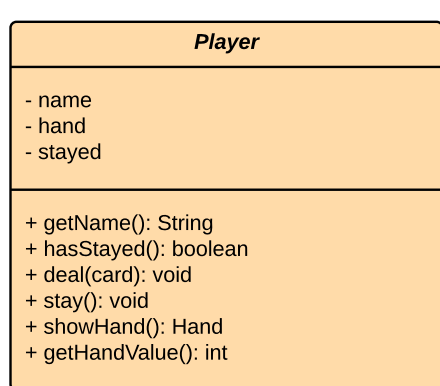 Player
- name
- hand
- stayed
+ getName(): String
+ hasStayed(): boolean
+ deal(card): void
+ stay(): void
+ showHand(): Hand
+ getHandValue(): int